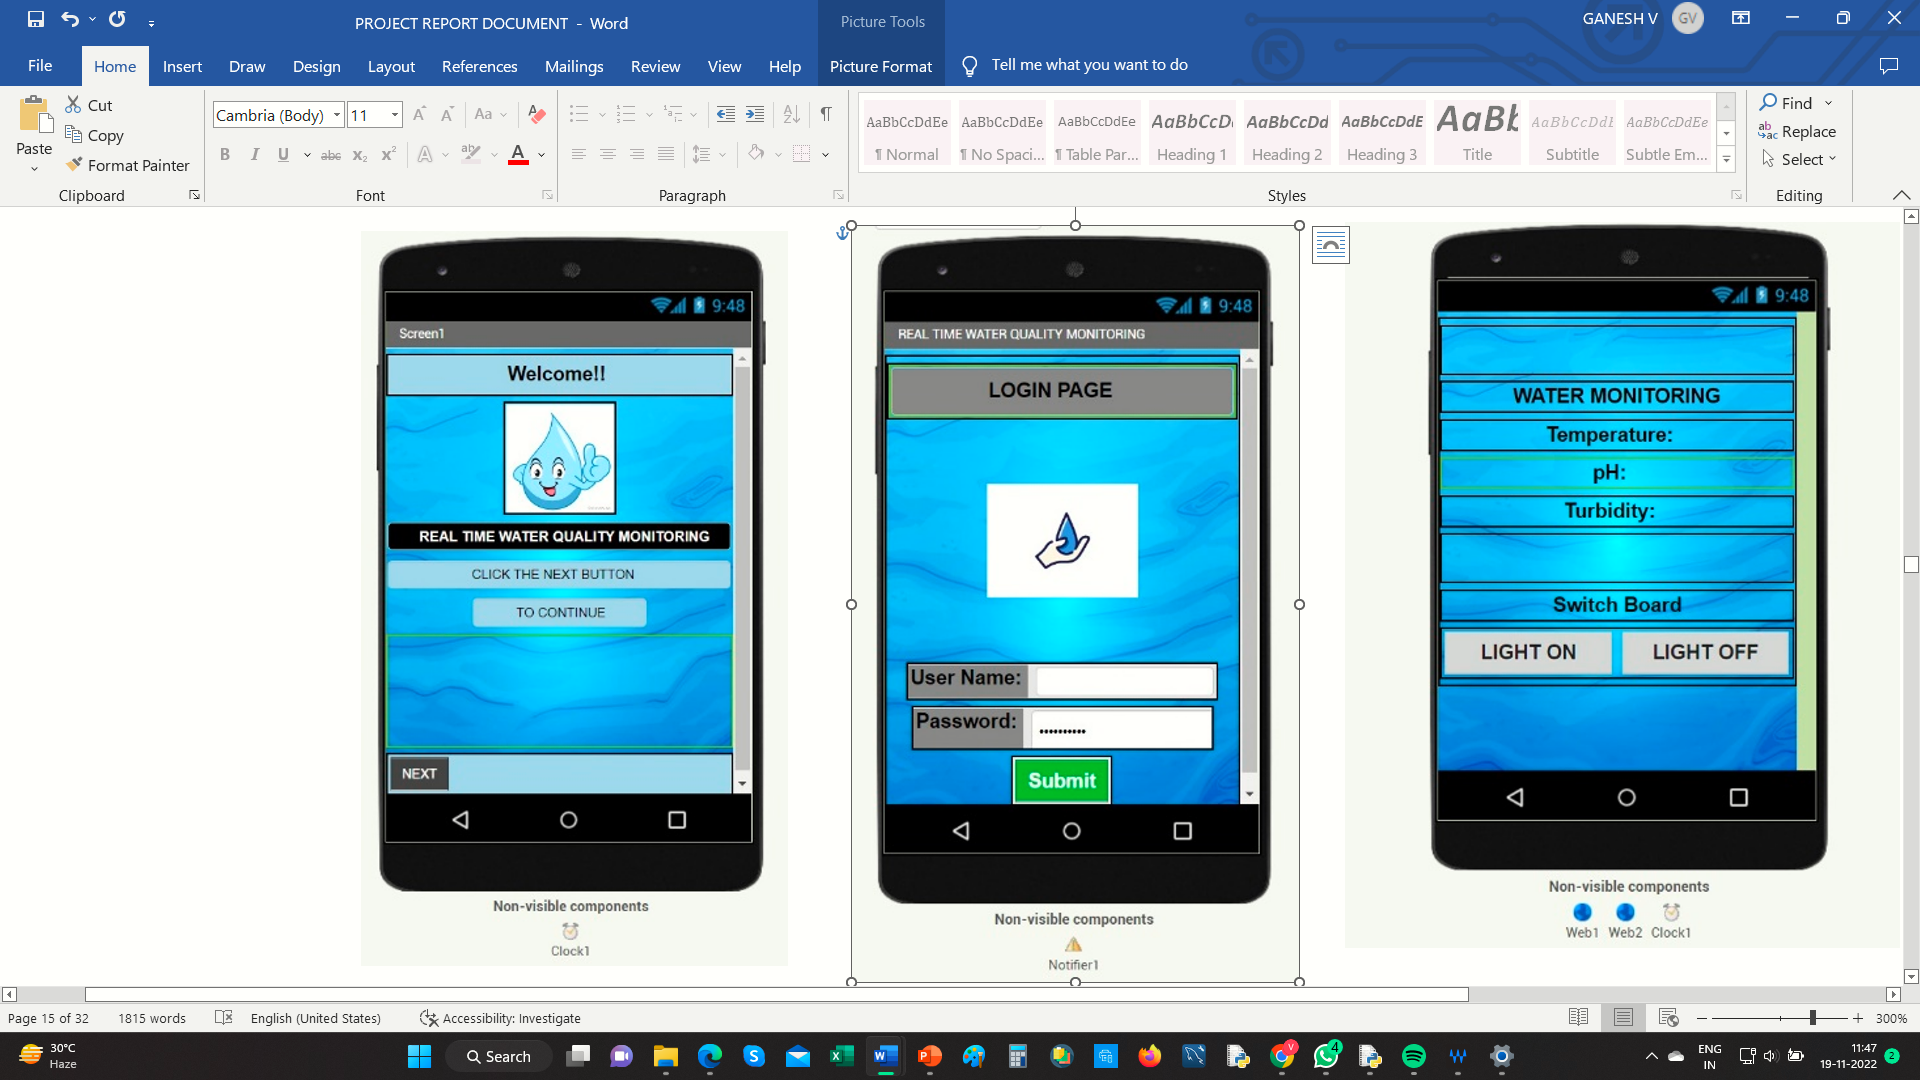 PROJECT REPORT DOCUMENT - Word
Picture Tools
GANESH V
GV
File
Home
Insert
Draw
Design
Layout
References
Mailings
Review
View
Help
Picture Format
Tell me what you want to do
Paste
Cut
Copy
Format Painter
Clipboard
Cambria (Body)
11
Font
Paragraph
AaBbCcDdEe
¶ Normal
AaBbCcDdEe
¶ No Spaci...
AaBbCcDdEe
¶ Table Par...
AaBbCcDd
Heading 1
AaBbCcDd
Heading 2
AaBbCcDdE
Heading 3
AaBb
Title
AaBbCcDdE
Subtitle
AaBbCcDdEe
Subtle Em...
Styles
Find
Replace
Select
Editing
9:48
Screen1
Welcome!!
REAL TIME WATER QUALITY MONITORING
CLICK THE NEXT BUTTON
TO CONTINUE
NEXT
Non-visible components
Clock1
9:48
REAL TIME WATER QUALITY MONITORING
LOGIN PAGE
User Name:
Password:
••••••••••
Submit
Non-visible components
Notifier1
9:48
WATER MONITORING
Temperature:
pH:
Turbidity:
Switch Board
LIGHT ON
LIGHT OFF
Non-visible components
Web1 Web2 Clock1
Page 15 of 32
1815 words
English (United States)
Accessibility: Investigate
300%
30°C
Haze
Search
4
ENG
IN
11:47
19-11-2022
2